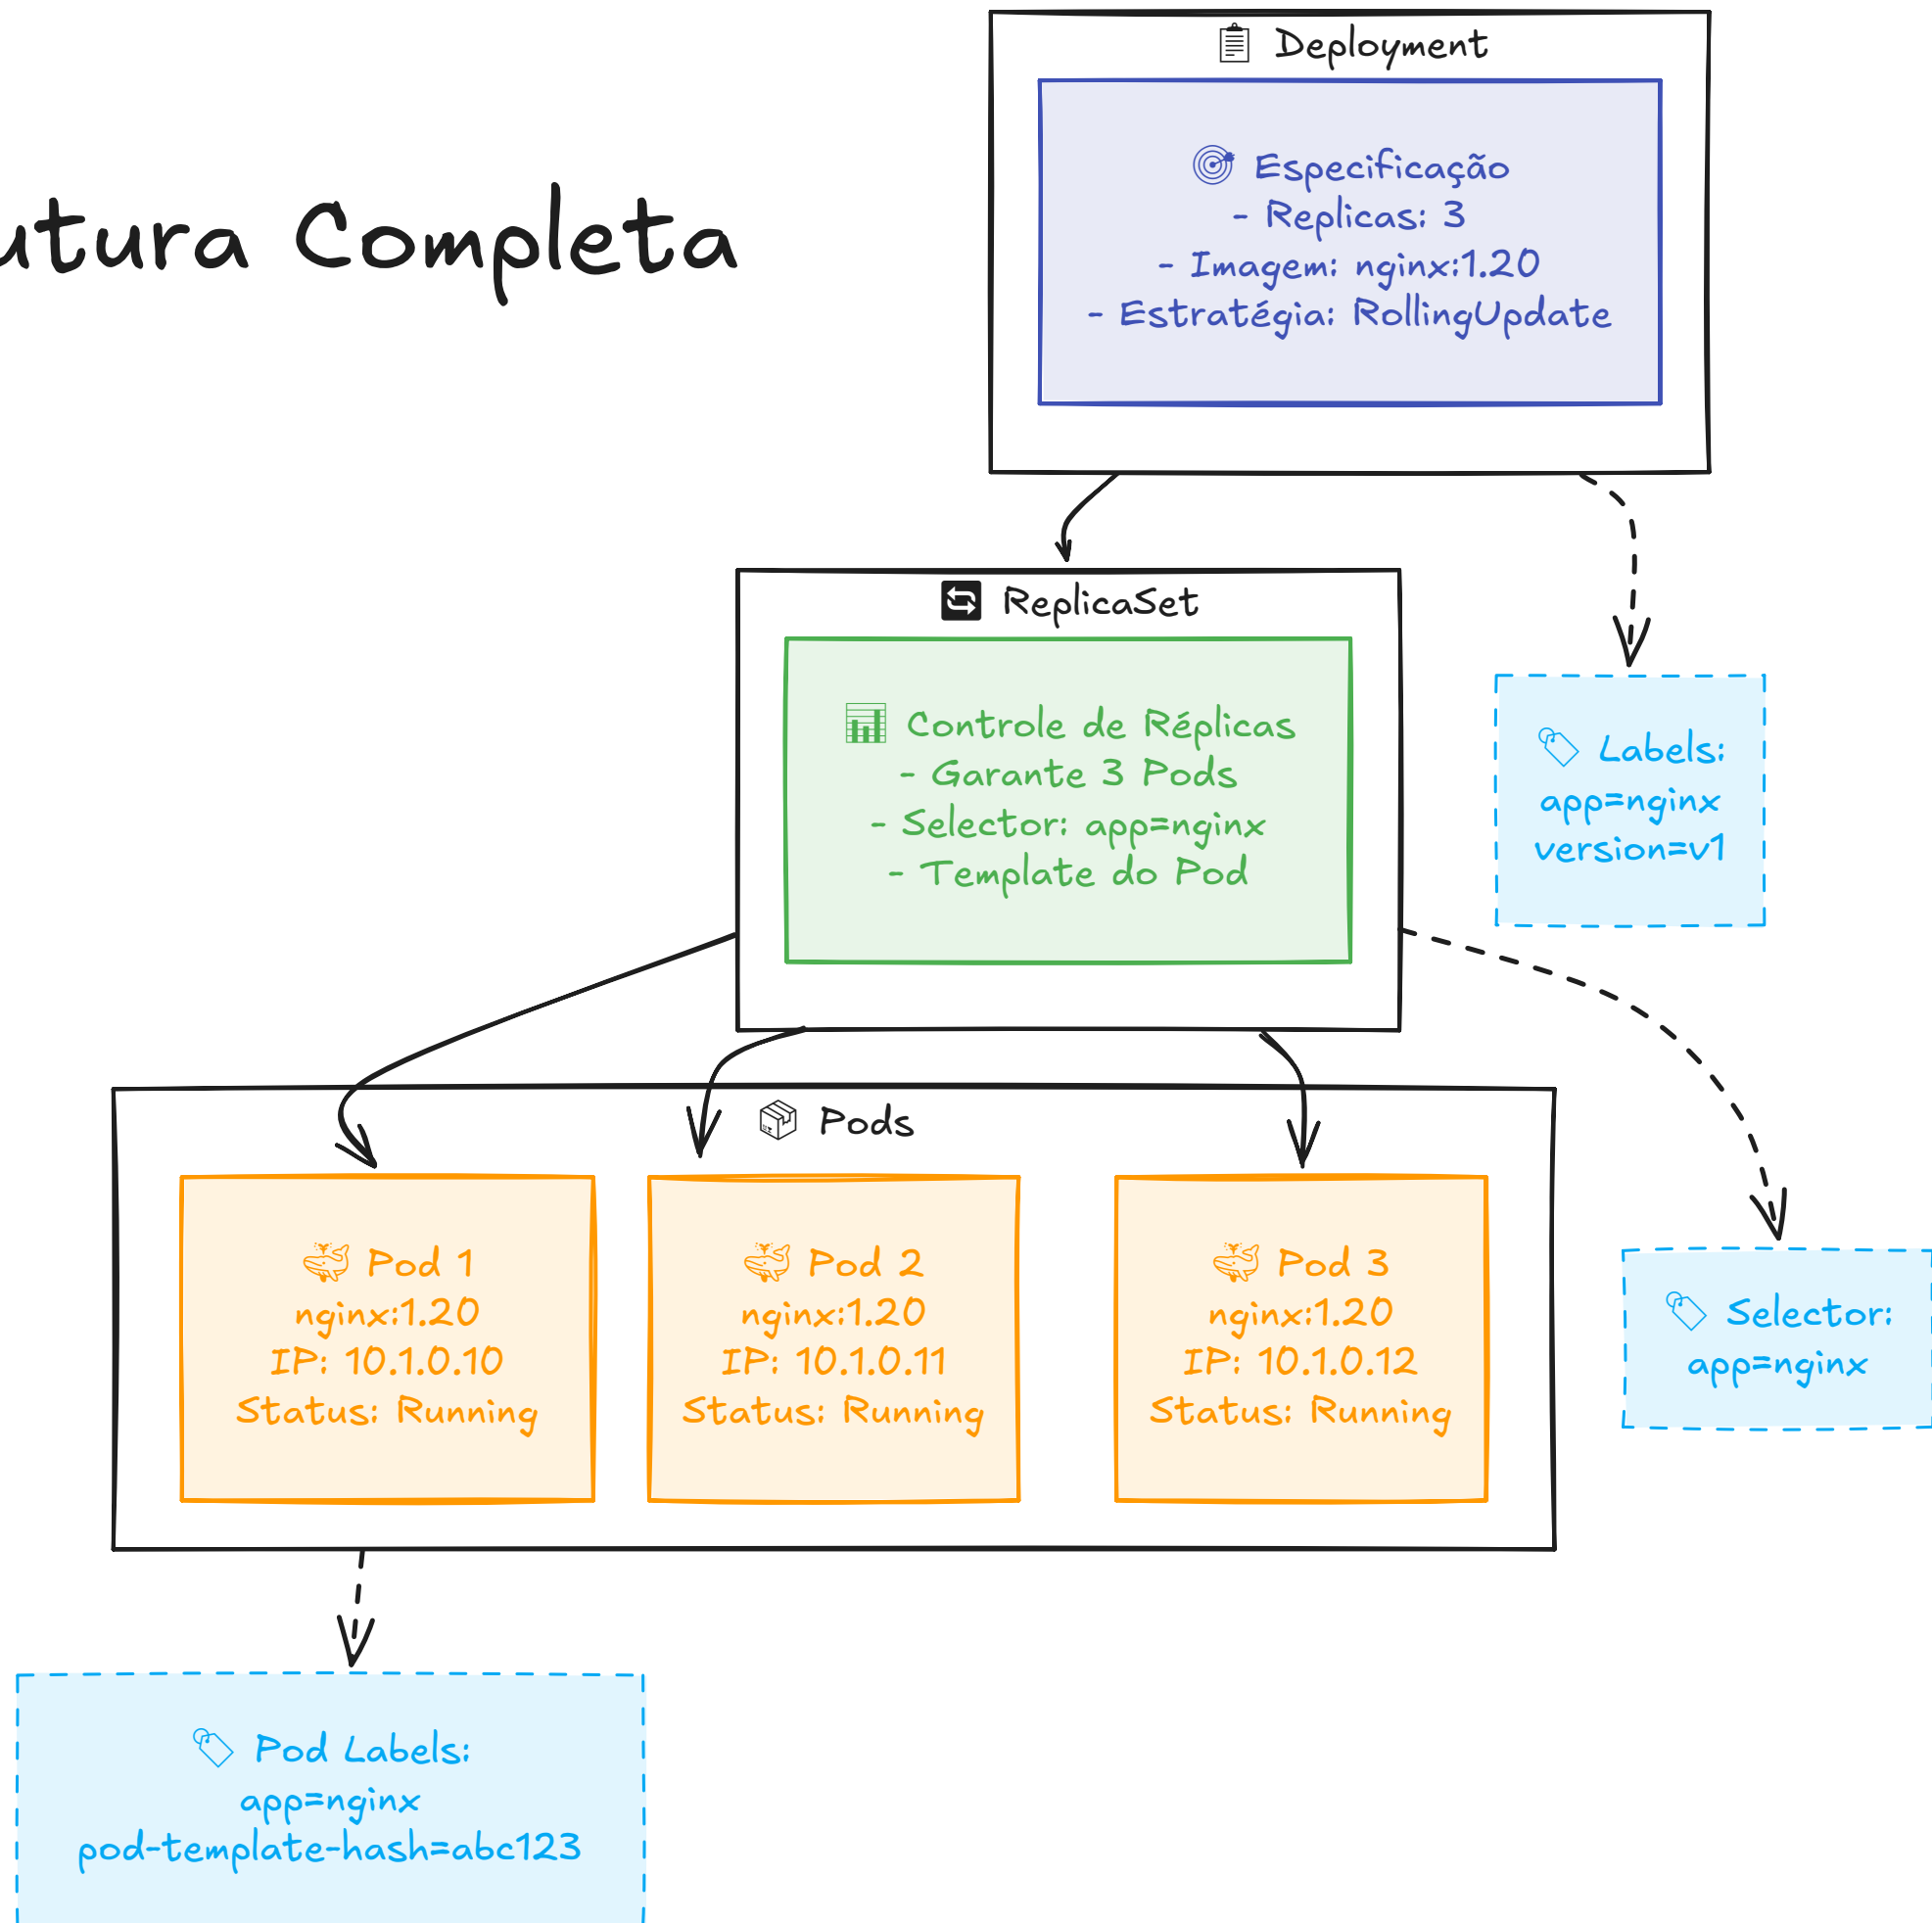 Deployment
Especificação
- Replicas: 3
- Imagem: nginx:1.20
- Estratégia: RollingUpdate
Completa
ReplicaSet
Controle de Réplicas
- Garante 3 Pods
- Selector: app=nginx
- Template do Pod
Labels:
app=nginx
version=v1
Pods
Pod 1
nginx:1.20
IP: 10.1.0.10
Status: Running
Pod 2
nginx:1.20
IP: 10.1.0.11
Status: Running
Pod 3
nginx:1.20
IP: 10.1.0.12
Status: Running
Selector:
app=nginx
Pod Labels:
app=nginx
pod-template-hash=abc123